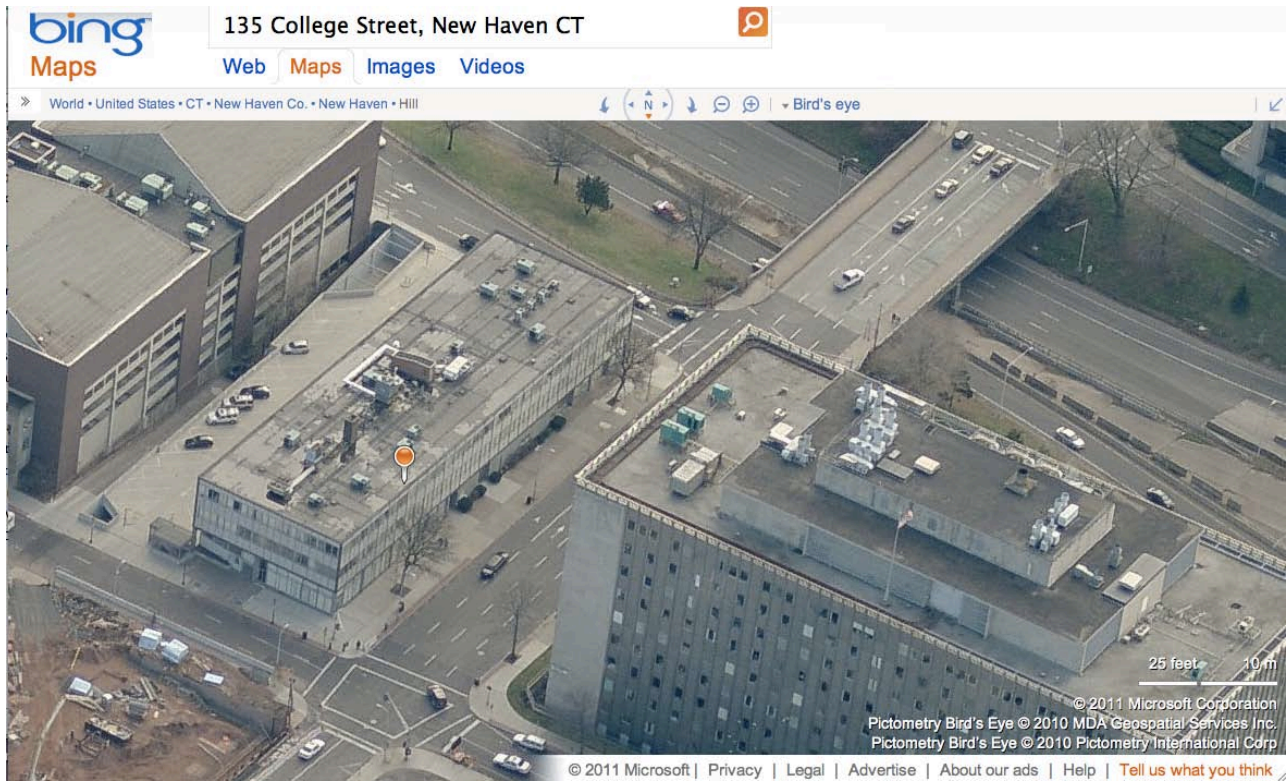 bing
Maps
135 College Street, New Haven CT
Web Maps Images Videos
» World • United States • CT • New Haven Co. • New Haven • Hill
N
Bird's eye
25 feet 10 m
© 2011 Microsoft Corporation
Pictometry Bird's Eye © 2010 MDA Geospatial Services Inc.
Pictometry Bird's Eye © 2010 Pictometry International Corp
© 2011 Microsoft | Privacy | Legal | Advertise | About our ads | Help | Tell us what you think